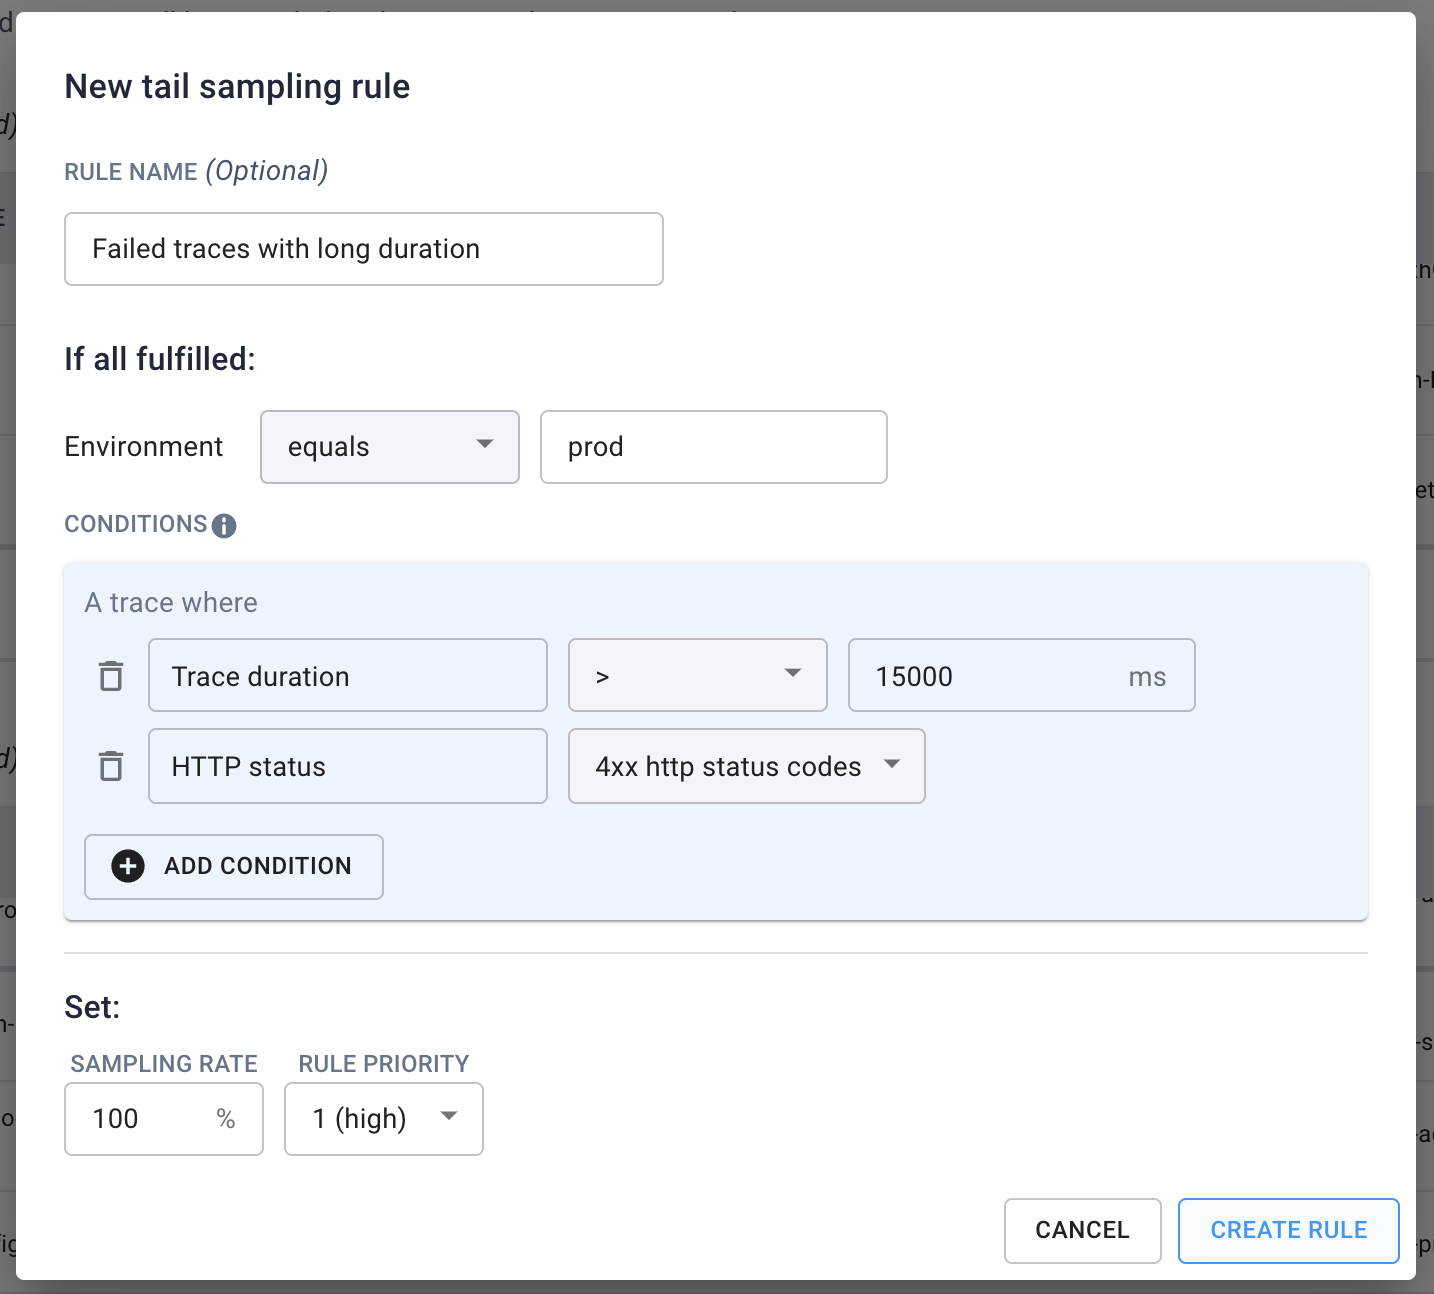 New tail sampling rule
RULE NAME (Optional)
Failed traces with long duration
If all fulfilled:
Environment equals prod
CONDITIONS
A trace where
Trace duration > 15000 ms
HTTP status 4xx http status codes
ADD CONDITION
Set:
SAMPLING RATE RULE PRIORITY
100 % 1 (high)
CANCEL CREATE RULE